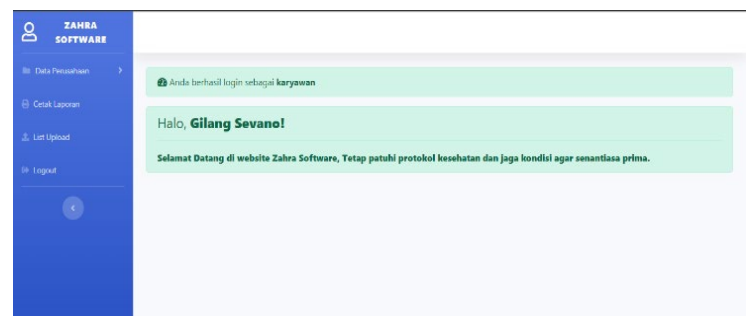 ZAHRA
SOFTWARE
Data Perusahaan
Cetak Laporan
List Upload
Logout
Anda berhasil login sebagai karyawan
Halo, Gilang Sevano!
Selamat Datang di website Zahra Software, Tetap patuhi protokol kesehatan dan jaga kondisi agar senantiasa prima.